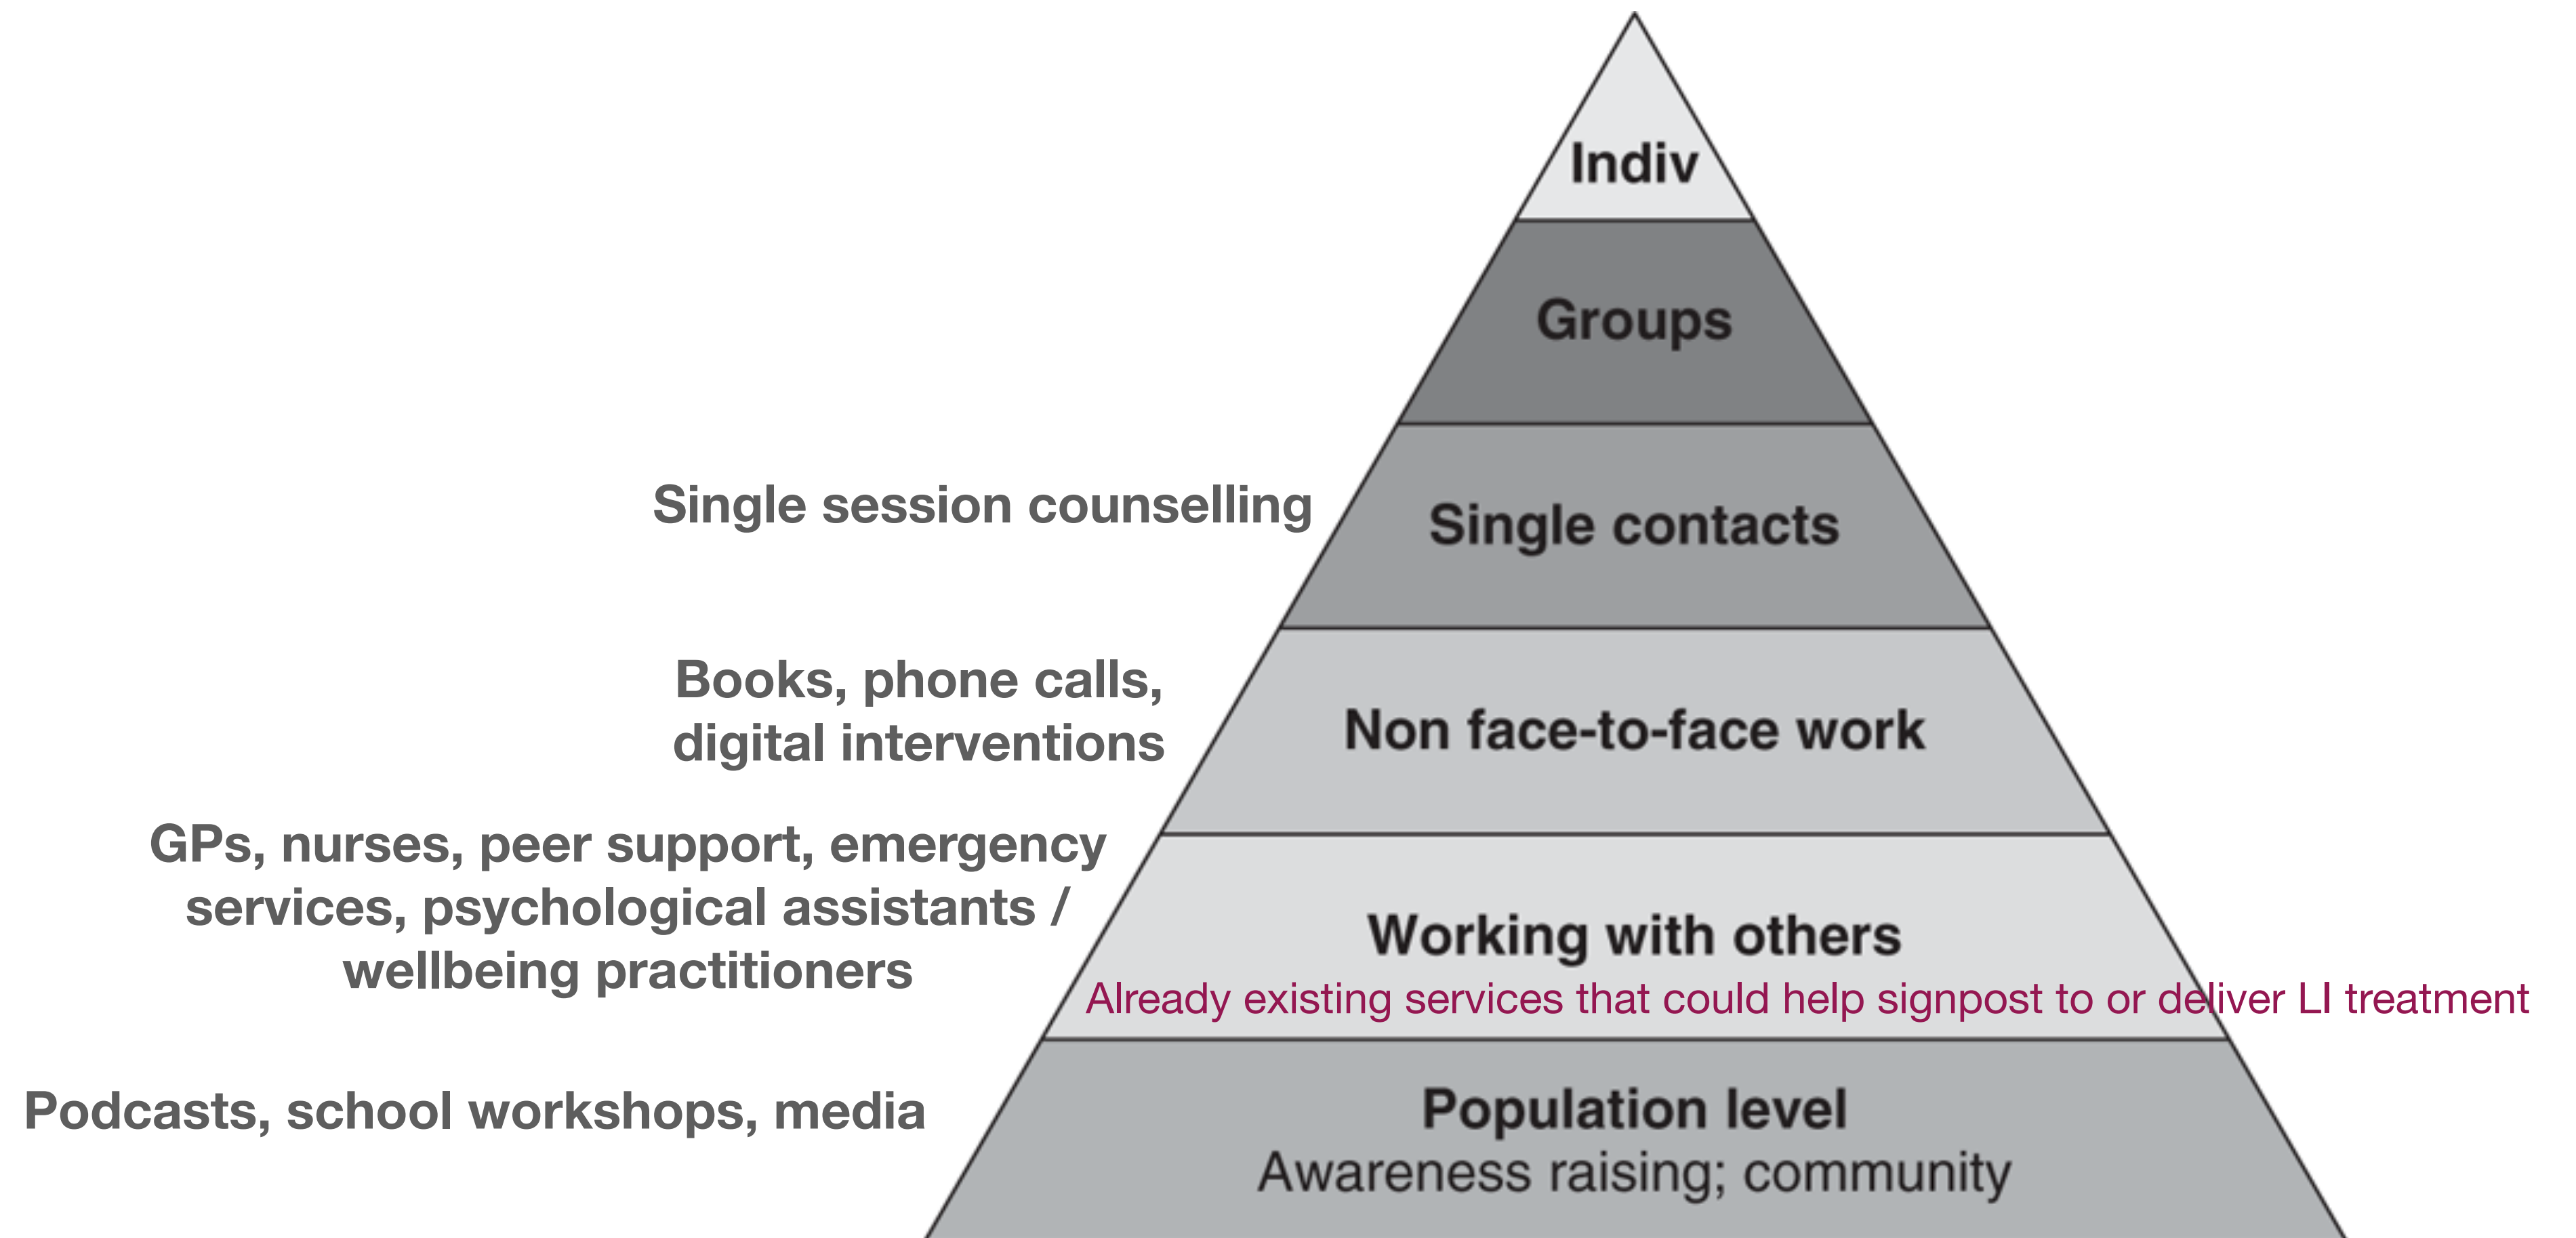 Indiv
Groups
Single session counselling
Single contacts
Books, phone calls,
digital interventions
Non face-to-face work
GPs, nurses, peer support, emergency
services, psychological assistants /
wellbeing practitioners
Working with others
Already existing services that could help signpost to or deliver LI treatment
Podcasts, school workshops, media
Population level
Awareness raising; community